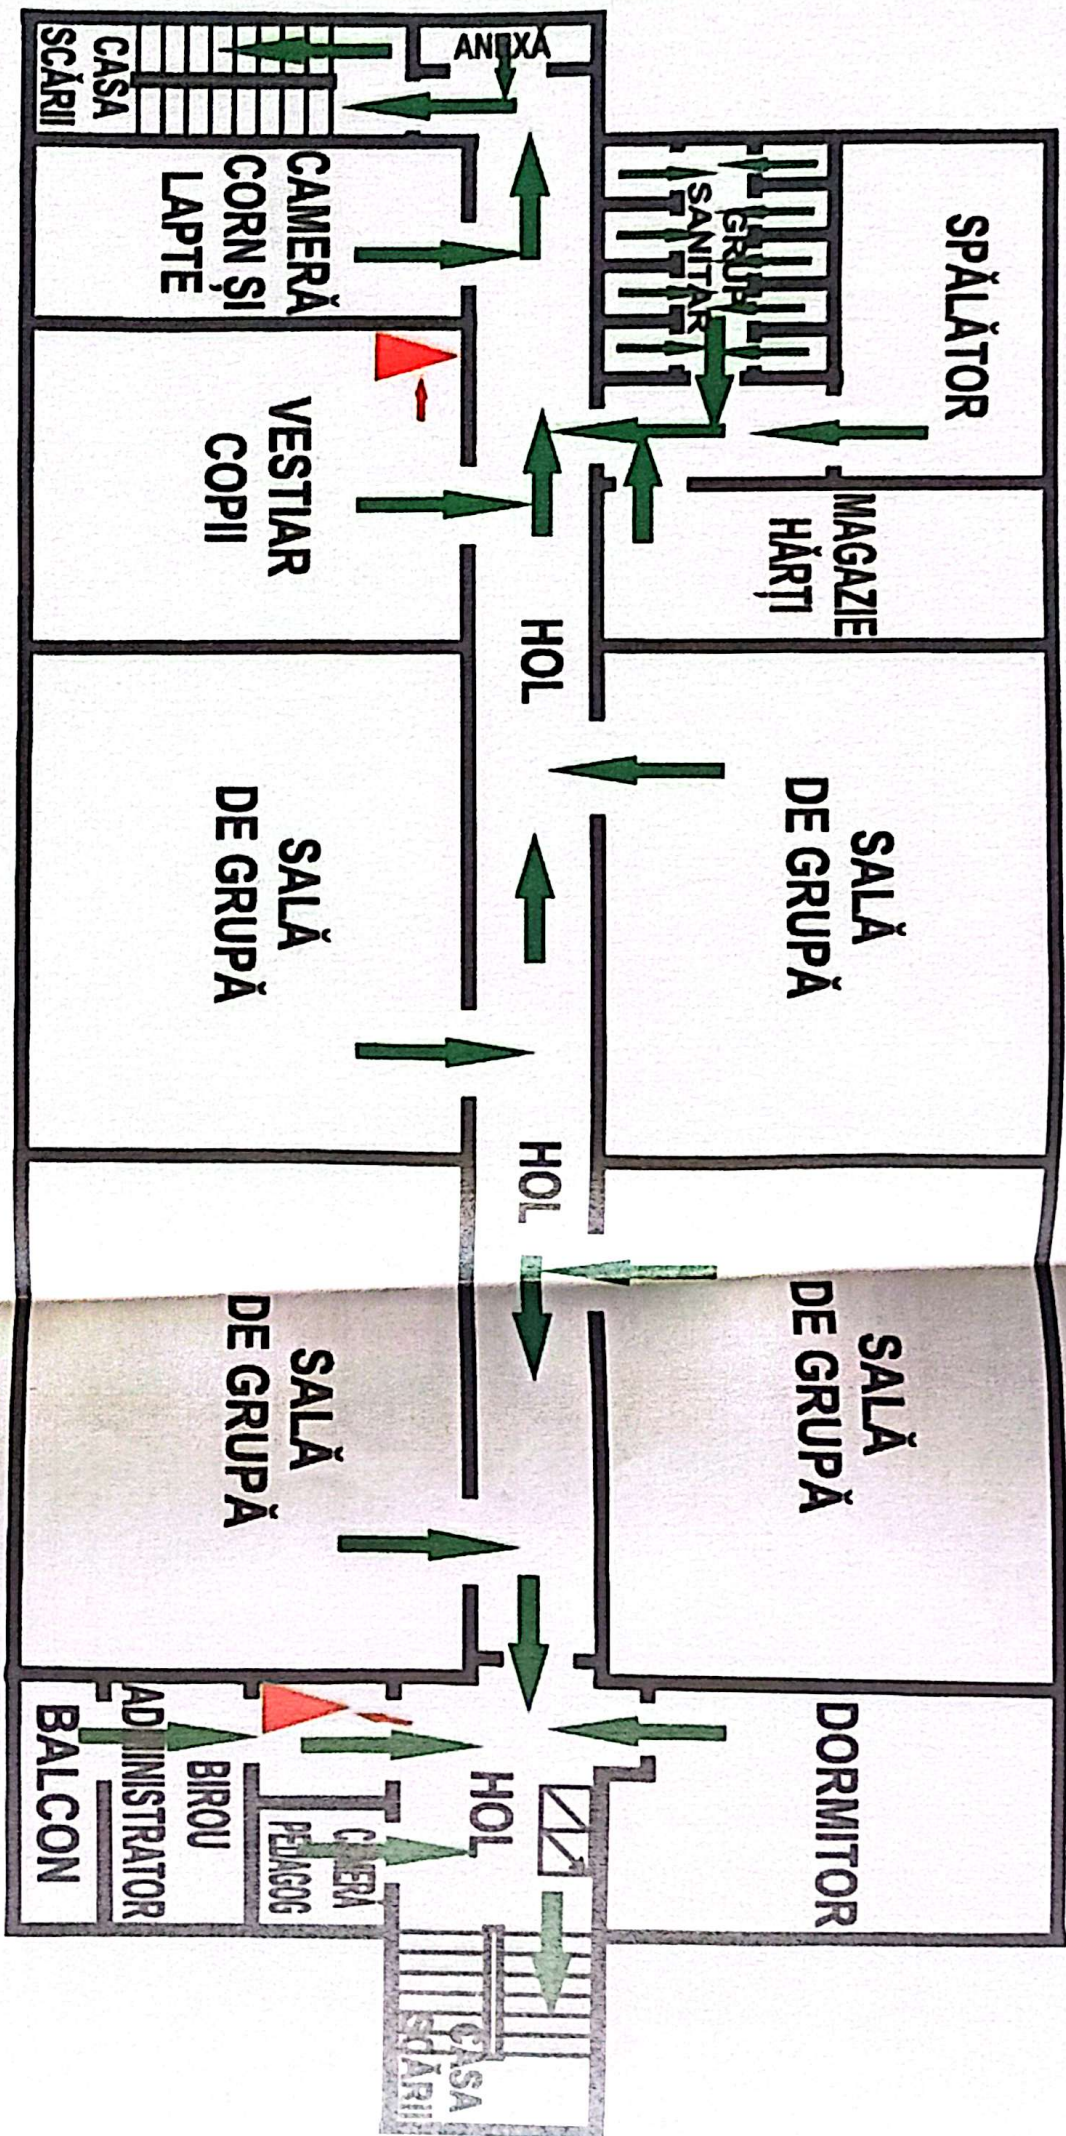 SPĂLĂTOR
GRUP
SANITAR
MAGAZIE
HĂRȚI
SALĂ
DE GRUPĂ
SALĂ
DE GRUPĂ
DORMITOR
ANEXĂ
HOL
HOL
HOL
CASA
SCĂRII
CASA
SCĂRII
CAMERĂ
CORN ȘI
LAPTE
VESTIAR
COPII
SALĂ
DE GRUPĂ
SALĂ
DE GRUPĂ
CAMERĂ
PEDAGOG
BIROU
ADMINISTRATOR
BALCON